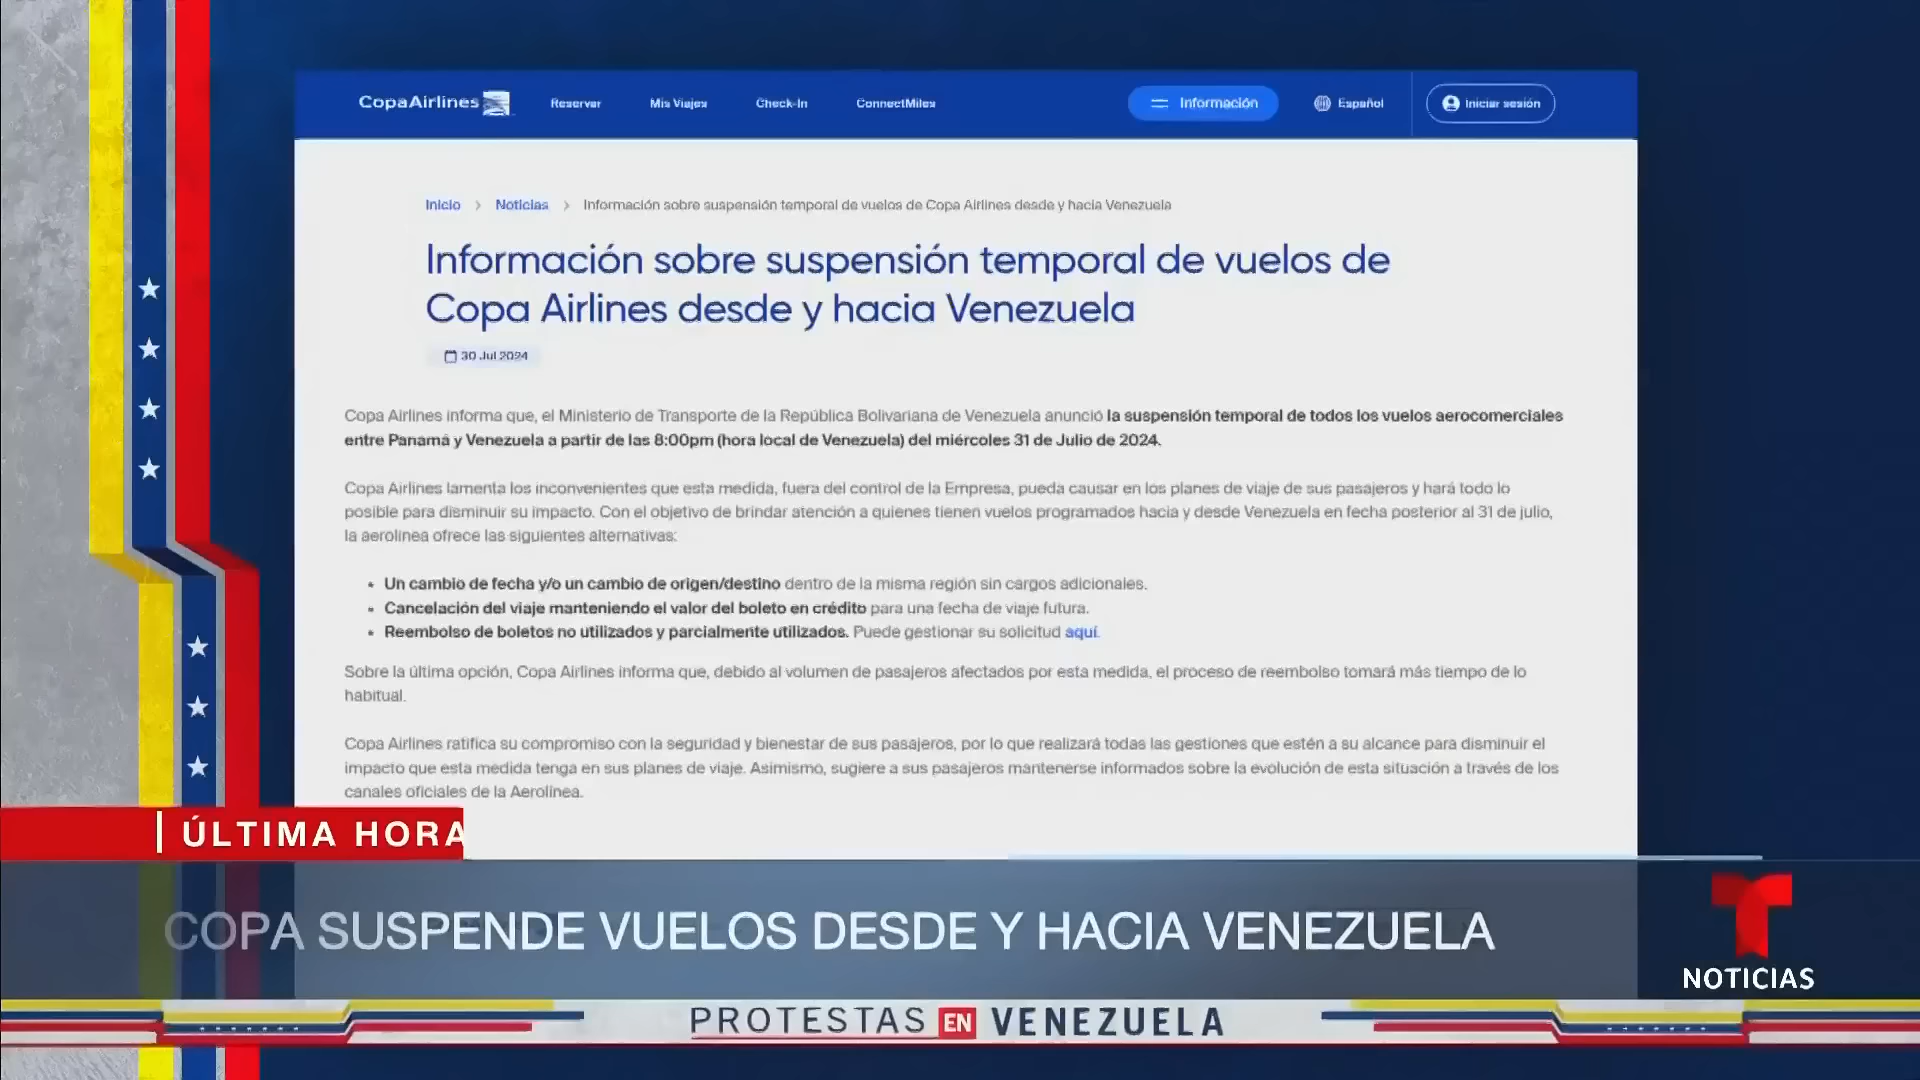 CopaAirlines Reservar Mis Viajes Check-In ConnectMiles Información Español Iniciar sesión
Inicio > Noticias > Información sobre suspensión temporal de vuelos de Copa Airlines desde y hacia Venezuela
Información sobre suspensión temporal de vuelos de
Copa Airlines desde y hacia Venezuela
30 Jul 2024
Copa Airlines informa que, el Ministerio de Transporte de la República Bolivariana de Venezuela anunció la suspensión temporal de todos los vuelos aerocomerciales
entre Panamá y Venezuela a partir de las 8:00pm (hora local de Venezuela) del miércoles 31 de Julio de 2024.
Copa Airlines lamenta los inconvenientes que esta medida, fuera del control de la Empresa, pueda causar en los planes de viaje de sus pasajeros y hará todo lo
posible para disminuir su impacto. Con el objetivo de brindar atención a quienes tienen vuelos programados hacia y desde Venezuela en fecha posterior al 31 de julio,
la aerolínea ofrece las siguientes alternativas:
• Un cambio de fecha y/o un cambio de origen/destino dentro de la misma región sin cargos adicionales.
• Cancelación del viaje manteniendo el valor del boleto en crédito para una fecha de viaje futura.
• Reembolso de boletos no utilizados y parcialmente utilizados. Puede gestionar su solicitud aquí.
Sobre la última opción, Copa Airlines informa que, debido al volumen de pasajeros afectados por esta medida, el proceso de reembolso tomará más tiempo de lo
habitual.
Copa Airlines ratifica su compromiso con la seguridad y bienestar de sus pasajeros, por lo que realizará todas las gestiones que estén a su alcance para disminuir el
impacto que esta medida tenga en sus planes de viaje. Asimismo, sugiere a sus pasajeros mantenerse informados sobre la evolución de esta situación a través de los
canales oficiales de la Aerolínea.
ÚLTIMA HORA
COPA SUSPENDE VUELOS DESDE Y HACIA VENEZUELA
NOTICIAS
PROTESTAS EN VENEZUELA